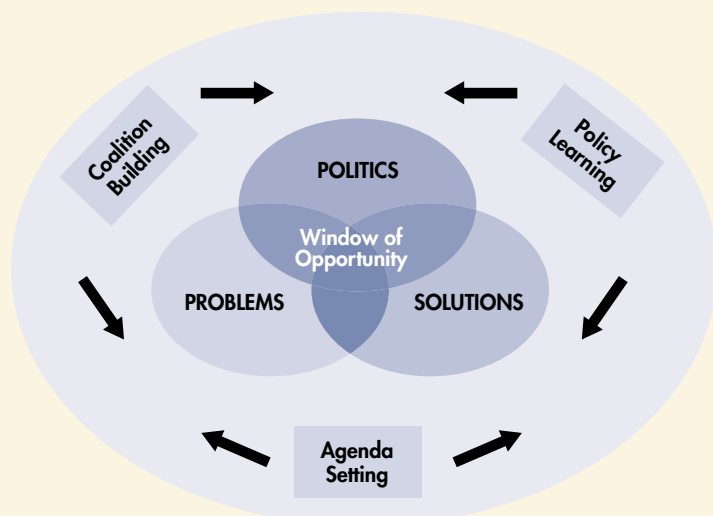 Coalition
Building
Policy
Learning
POLITICS
Window of
Opportunity
PROBLEMS
SOLUTIONS
Agenda
Setting